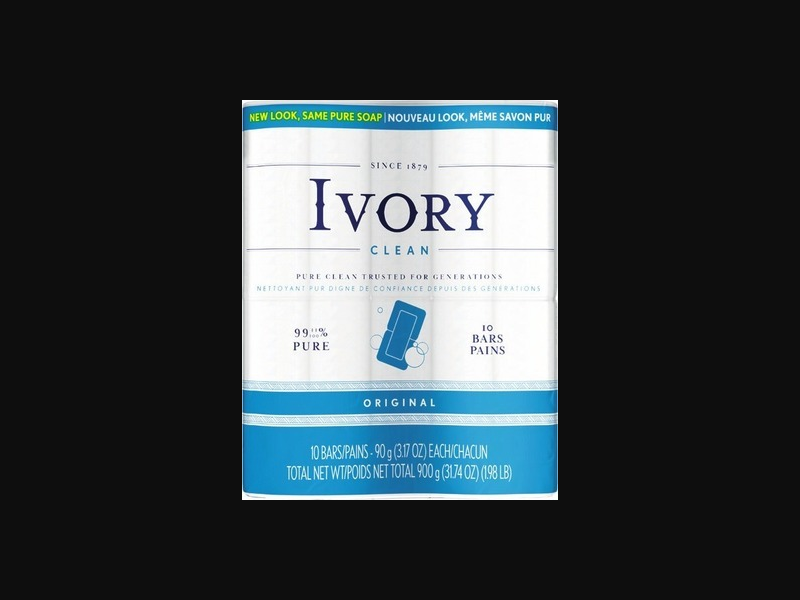 NEW LOOK, SAME PURE SOAP | NOUVEAU LOOK, MÊME SAVON PUR
SINCE 1879
IVORY
CLEAN
PURE CLEAN TRUSTED FOR GENERATIONS
NETTOYANT PUR DIGNE DE CONFIANCE DEPUIS DES GENERATIONS
99 44/100%
PURE
10
BARS
PAINS
ORIGINAL
10 BARS/PAINS - 90 g (3.17 OZ) EACH/CHACUN
TOTAL NET WT/POIDS NET TOTAL 900 g (31.74 OZ) (1.98 LB)